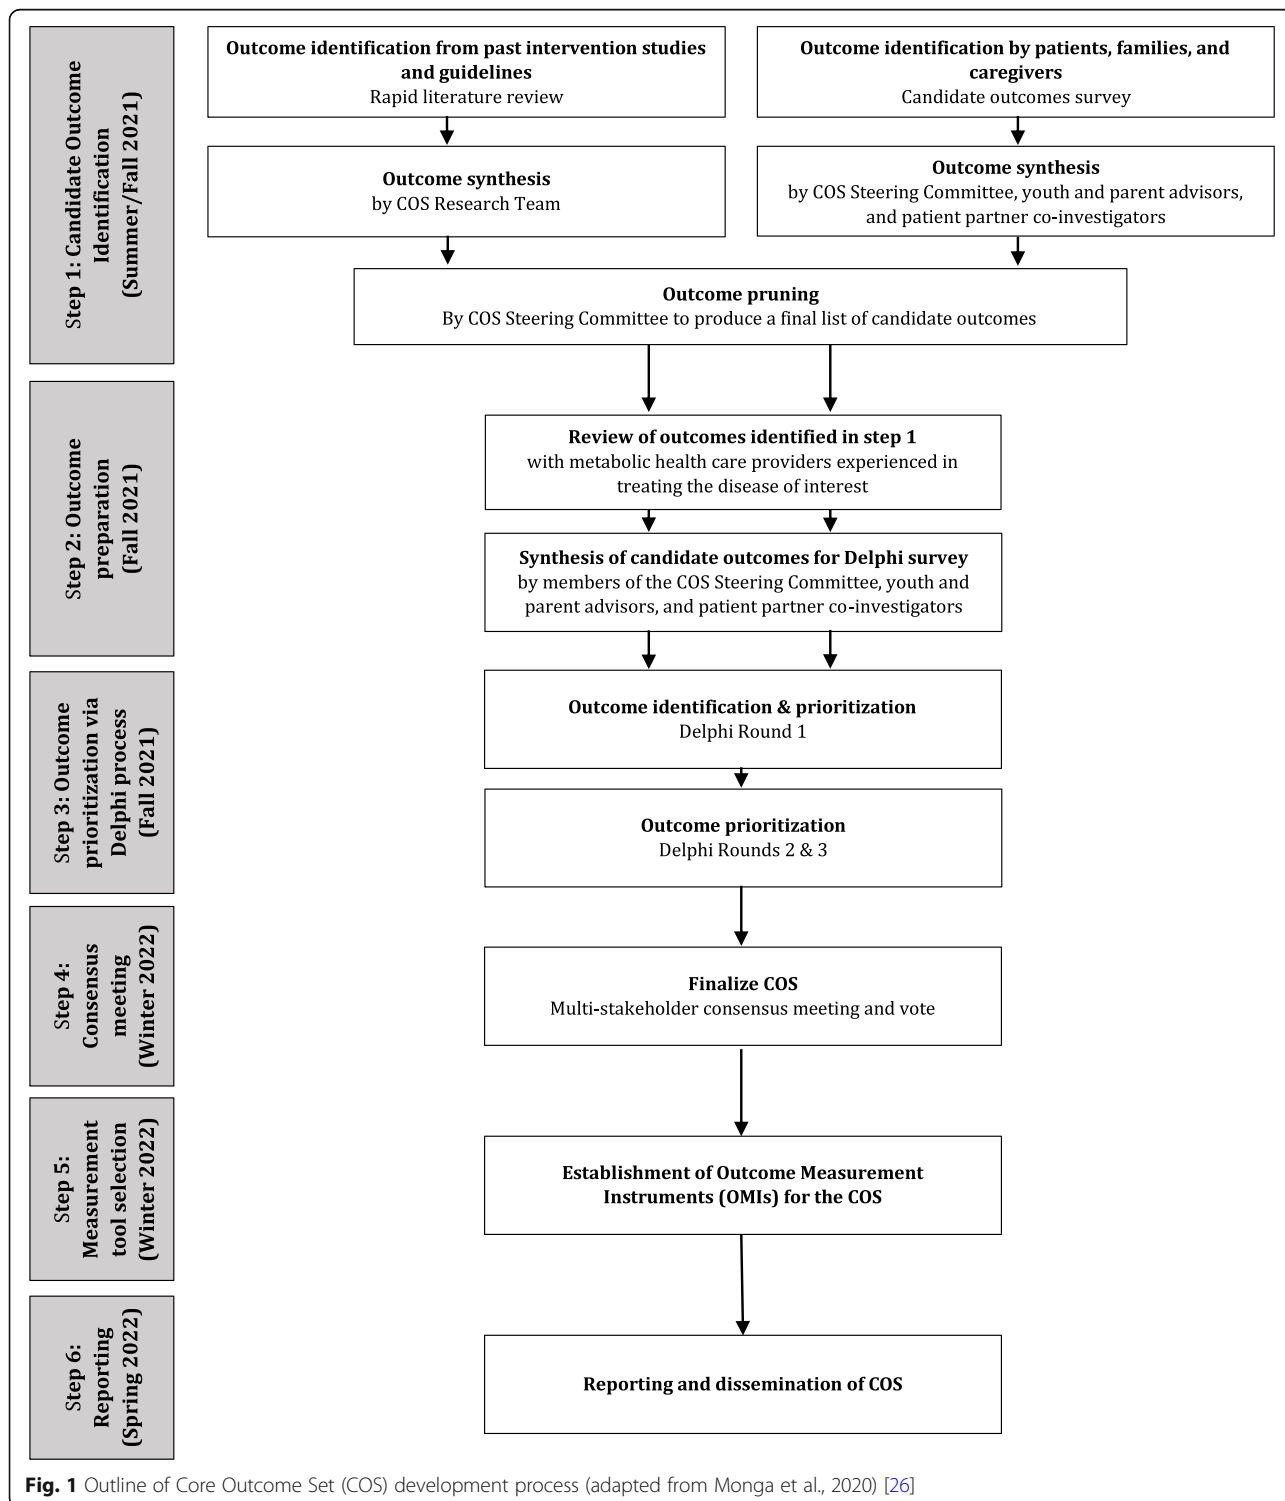 Step 1: Candidate Outcome
Identification
(Summer/Fall 2021)
Outcome identification from past intervention studies
and guidelines
Rapid literature review
Outcome identification by patients, families, and
caregivers
Candidate outcomes survey
Outcome synthesis
by COS Research Team
Outcome synthesis
by COS Steering Committee, youth and parent advisors,
and patient partner co-investigators
Outcome pruning
By COS Steering Committee to produce a final list of candidate outcomes
Step 2: Outcome
preparation
(Fall 2021)
Review of outcomes identified in step 1
with metabolic health care providers experienced in
treating the disease of interest
Synthesis of candidate outcomes for Delphi survey
by members of the COS Steering Committee, youth and
parent advisors, and patient partner co-investigators
Step 3: Outcome
prioritization via
Delphi process
(Fall 2021)
Outcome identification & prioritization
Delphi Round 1
Outcome prioritization
Delphi Rounds 2 & 3
Step 4:
Consensus
meeting
(Winter 2022)
Finalize COS
Multi-stakeholder consensus meeting and vote
Step 5:
Measurement
tool selection
(Winter 2022)
Establishment of Outcome Measurement
Instruments (OMIs) for the COS
Step 6:
Reporting
(Spring 2022)
Reporting and dissemination of COS
Fig. 1 Outline of Core Outcome Set (COS) development process (adapted from Monga et al., 2020) [26]